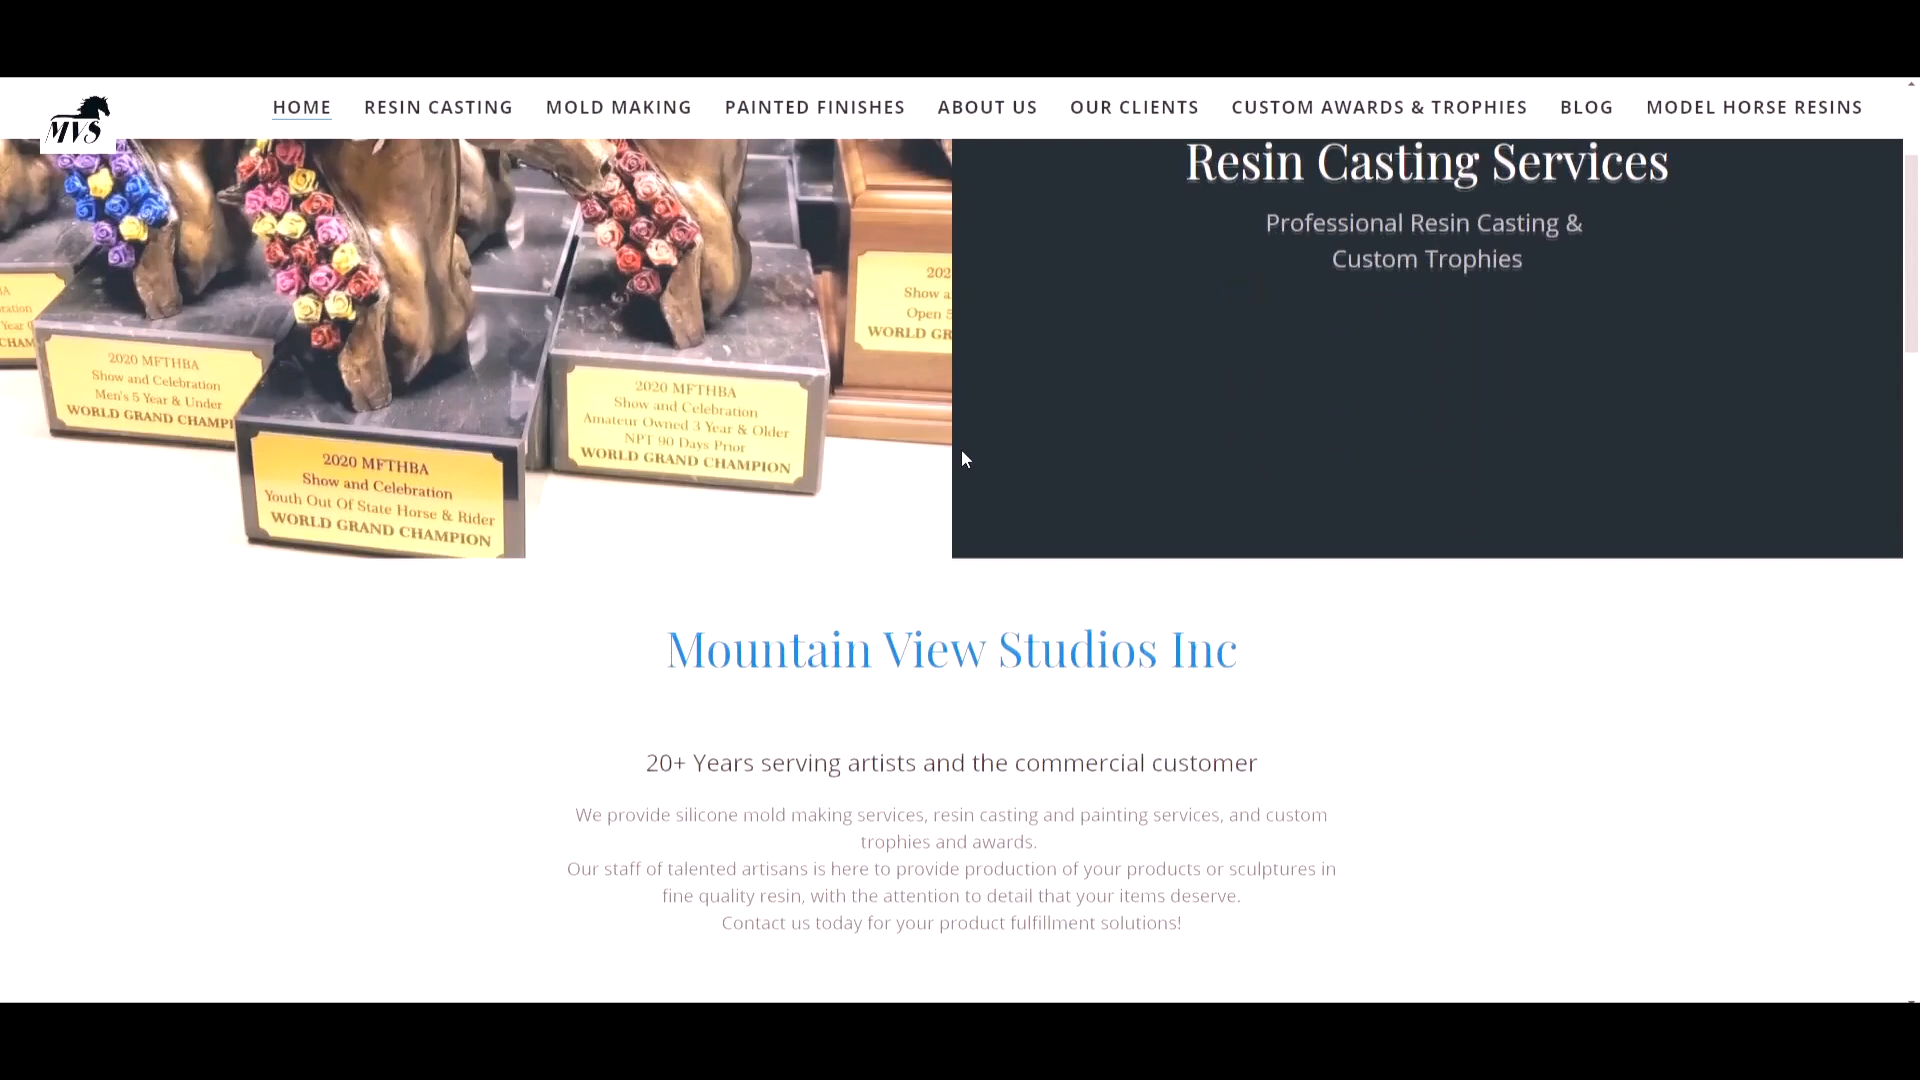 MVS
HOME RESIN CASTING MOLD MAKING PAINTED FINISHES ABOUT US OUR CLIENTS CUSTOM AWARDS & TROPHIES BLOG MODEL HORSE RESINS
Resin Casting Services
Professional Resin Casting &
Custom Trophies
2020 MFTHBA
Show and Celebration
Men's 5 Year & Under
WORLD GRAND CHAMPI
2020 MFTHBA
Show and Celebration
Youth Out Of State Horse & Rider
WORLD GRAND CHAMPION
2020 MFTHBA
Show and Celebration
Amateur Owned 3 Year & Older
NPT 90 Days Prior
WORLD GRAND CHAMPION
202
Show a
Open 5
WORLD GR
Mountain View Studios Inc
20+ Years serving artists and the commercial customer
We provide silicone mold making services, resin casting and painting services, and custom
trophies and awards.
Our staff of talented artisans is here to provide production of your products or sculptures in
fine quality resin, with the attention to detail that your items deserve.
Contact us today for your product fulfillment solutions!